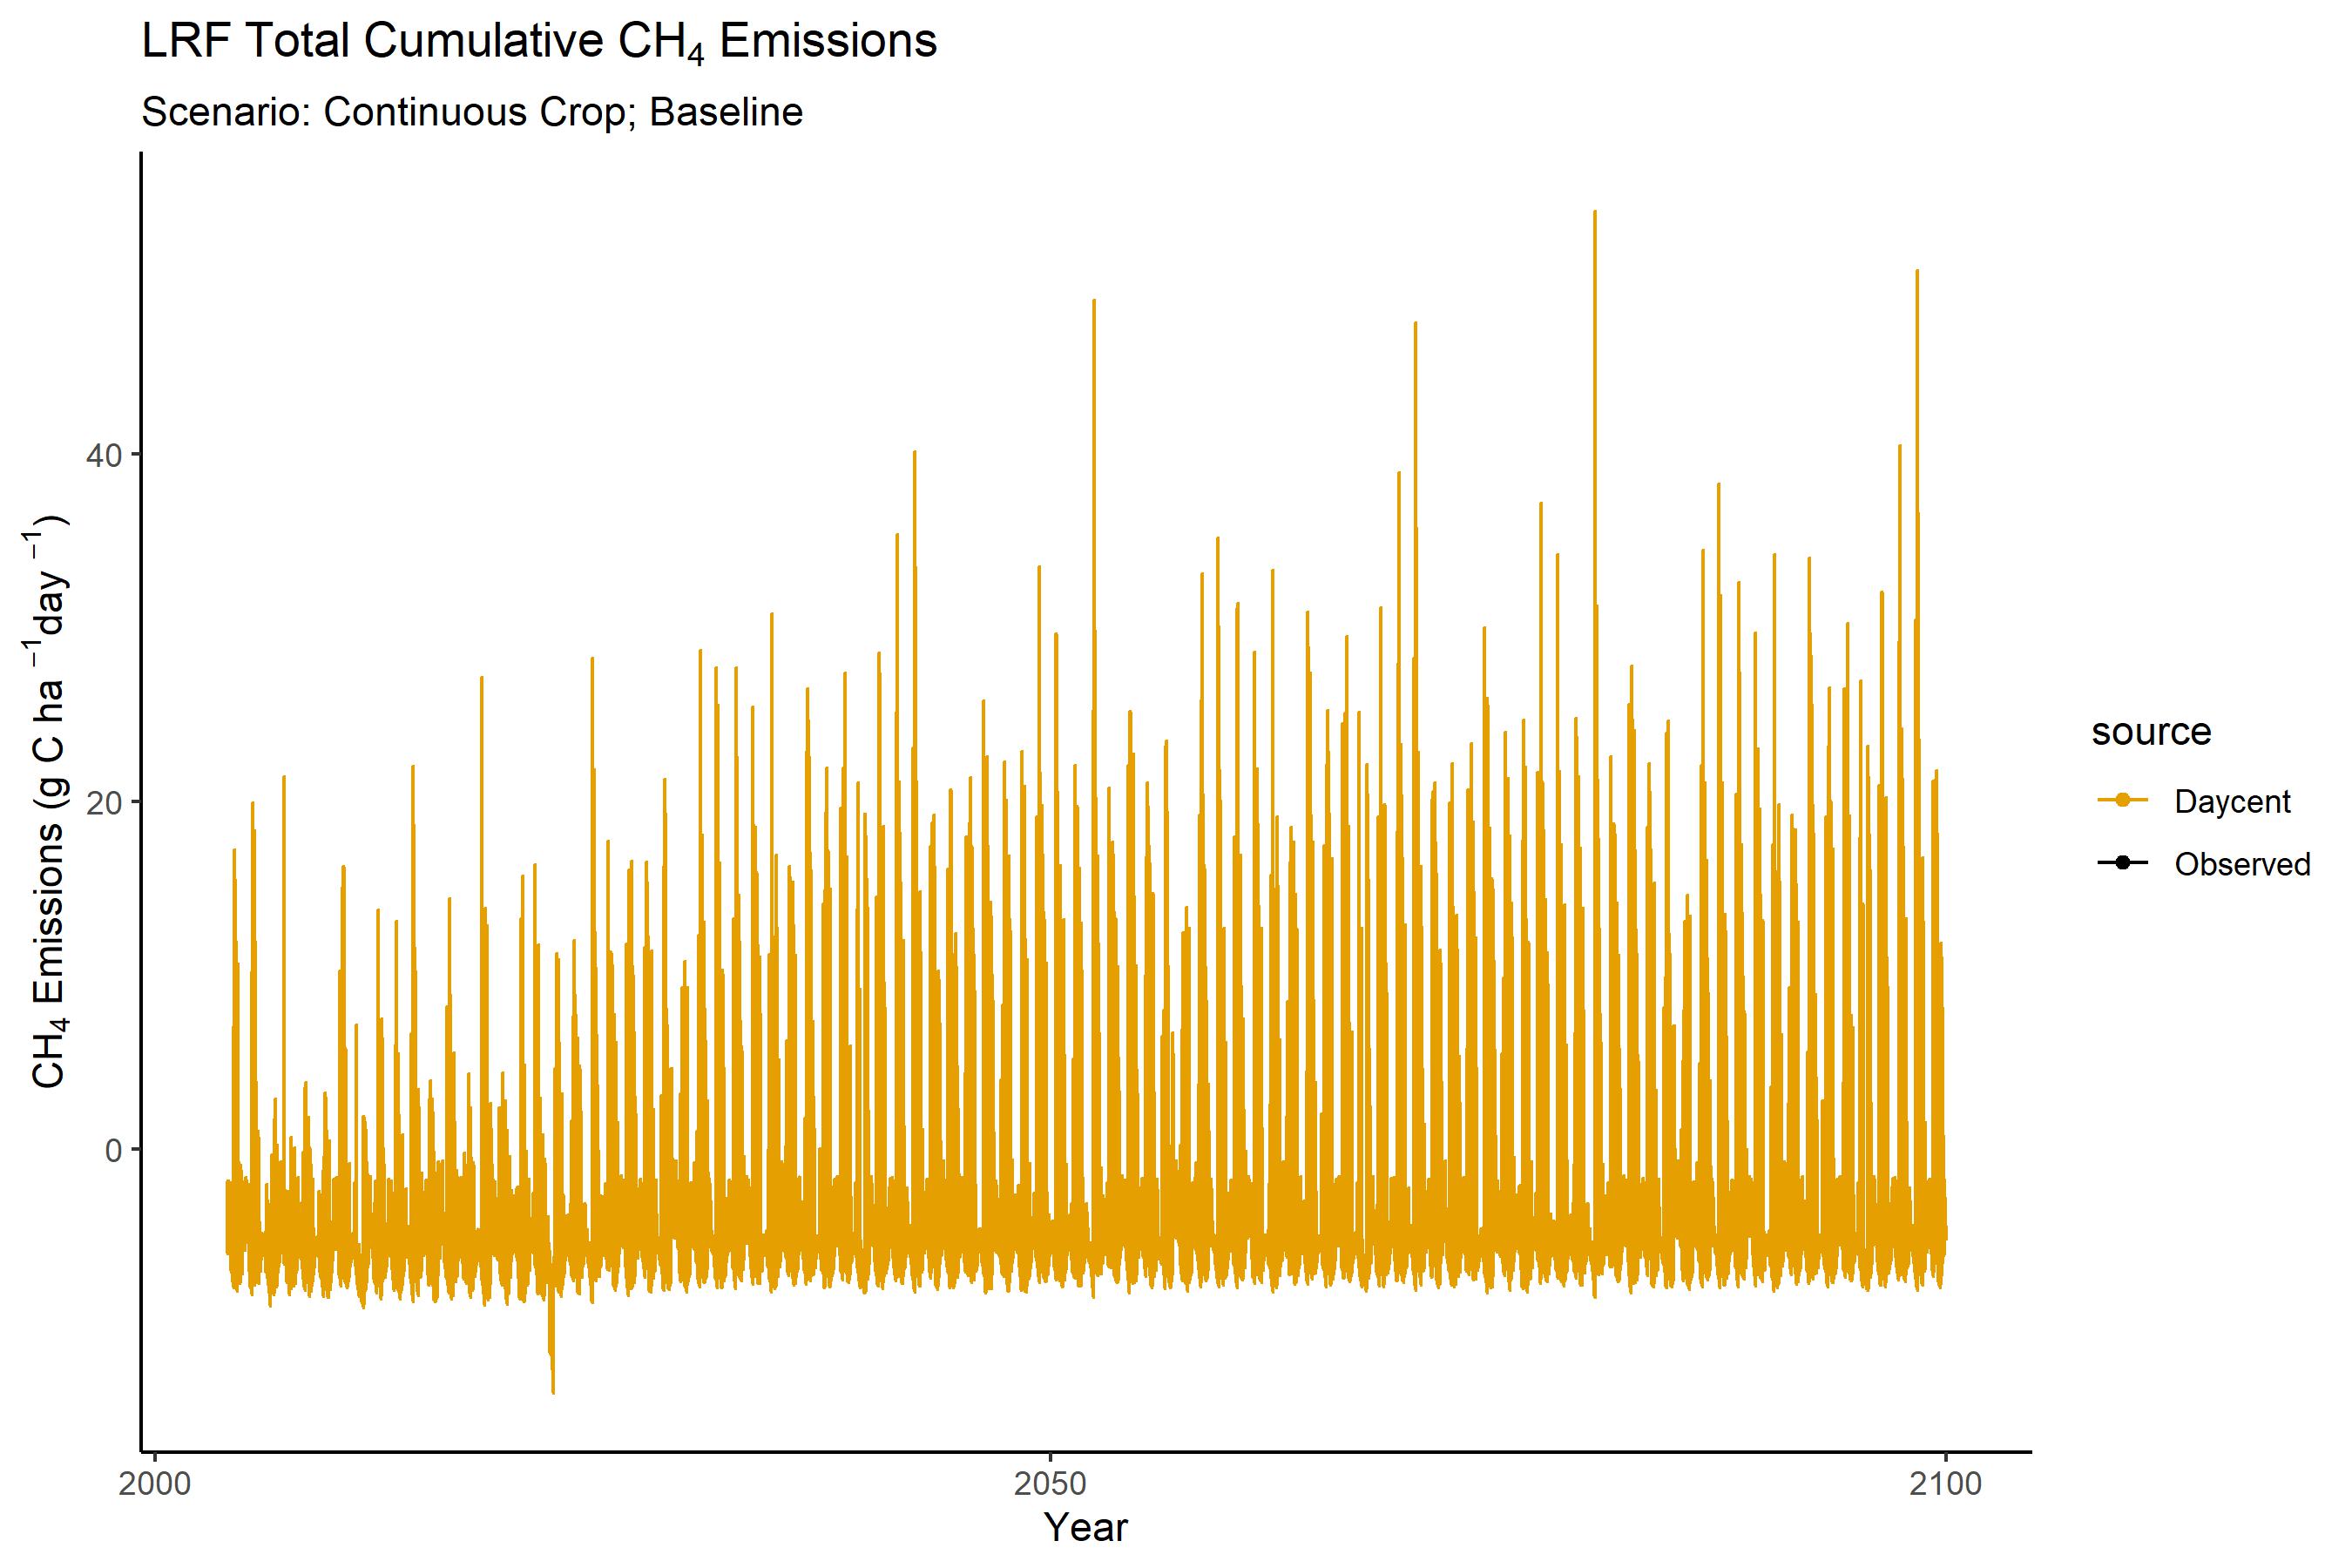 LRF Total Cumulative CH₄ Emissions
Scenario: Continuous Crop; Baseline
CH₄ Emissions (g C ha ⁻¹day ⁻¹)
40
20
0
2000
2050
2100
Year
source
Daycent
Observed